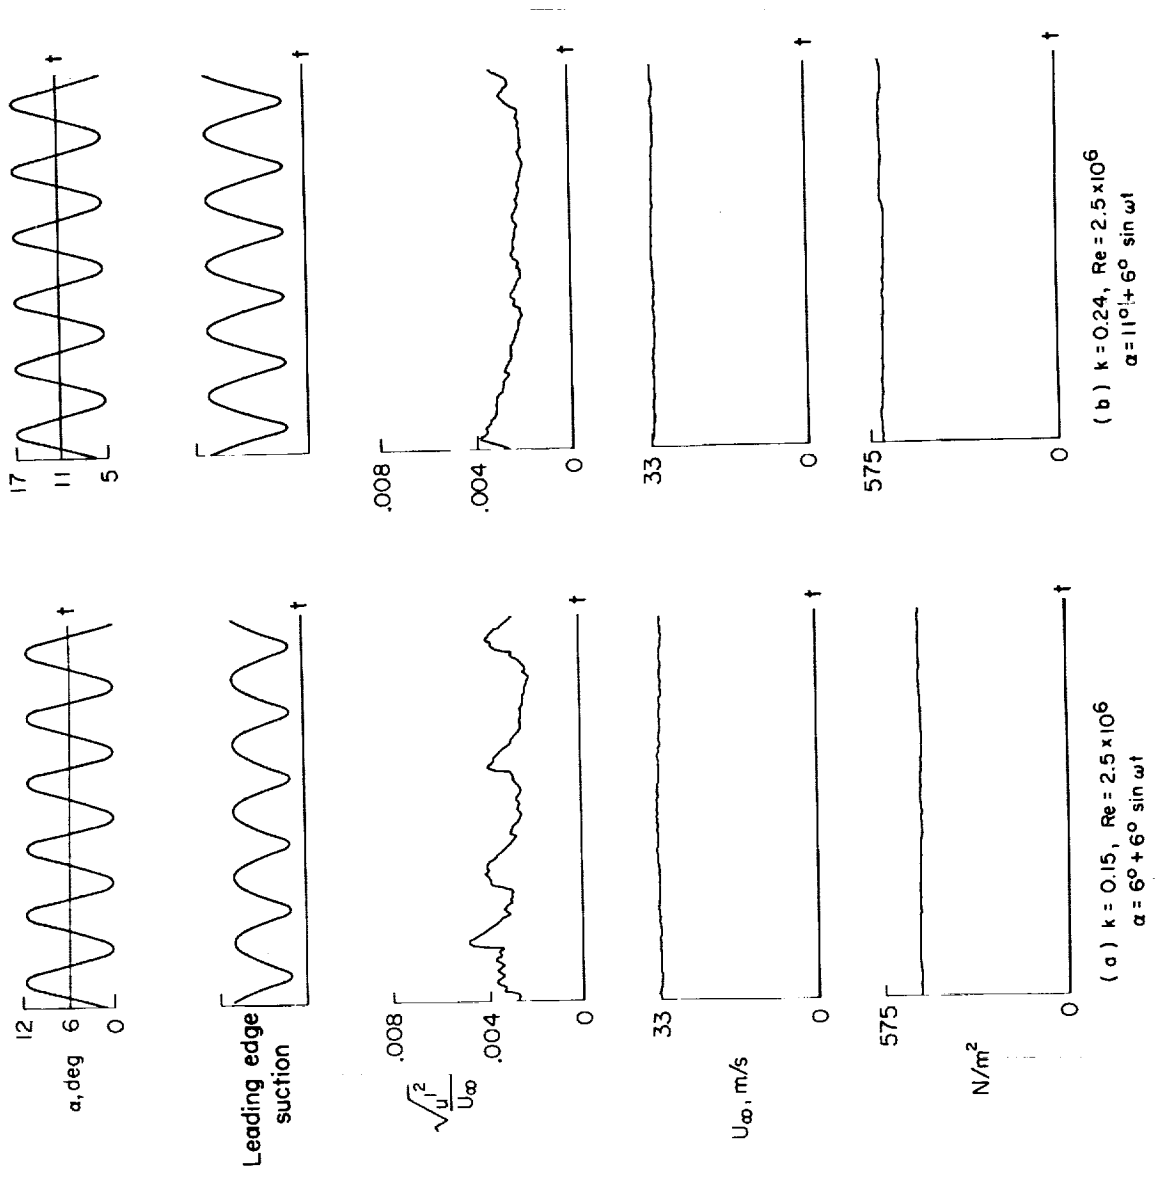 12
6
0
α, deg
t
17
11
5
t
Leading edge
suction
t
t
.008
.004
0
√u'²
U∞
t
.008
.004
0
t
33
0
U∞, m/s
t
33
0
t
575
0
N/m²
t
575
0
t
(a) k = 0.15, Re = 2.5×10⁶
α = 6° + 6° sin ωt
(b) k = 0.24, Re = 2.5×10⁶
α = 11° + 6° sin ωt